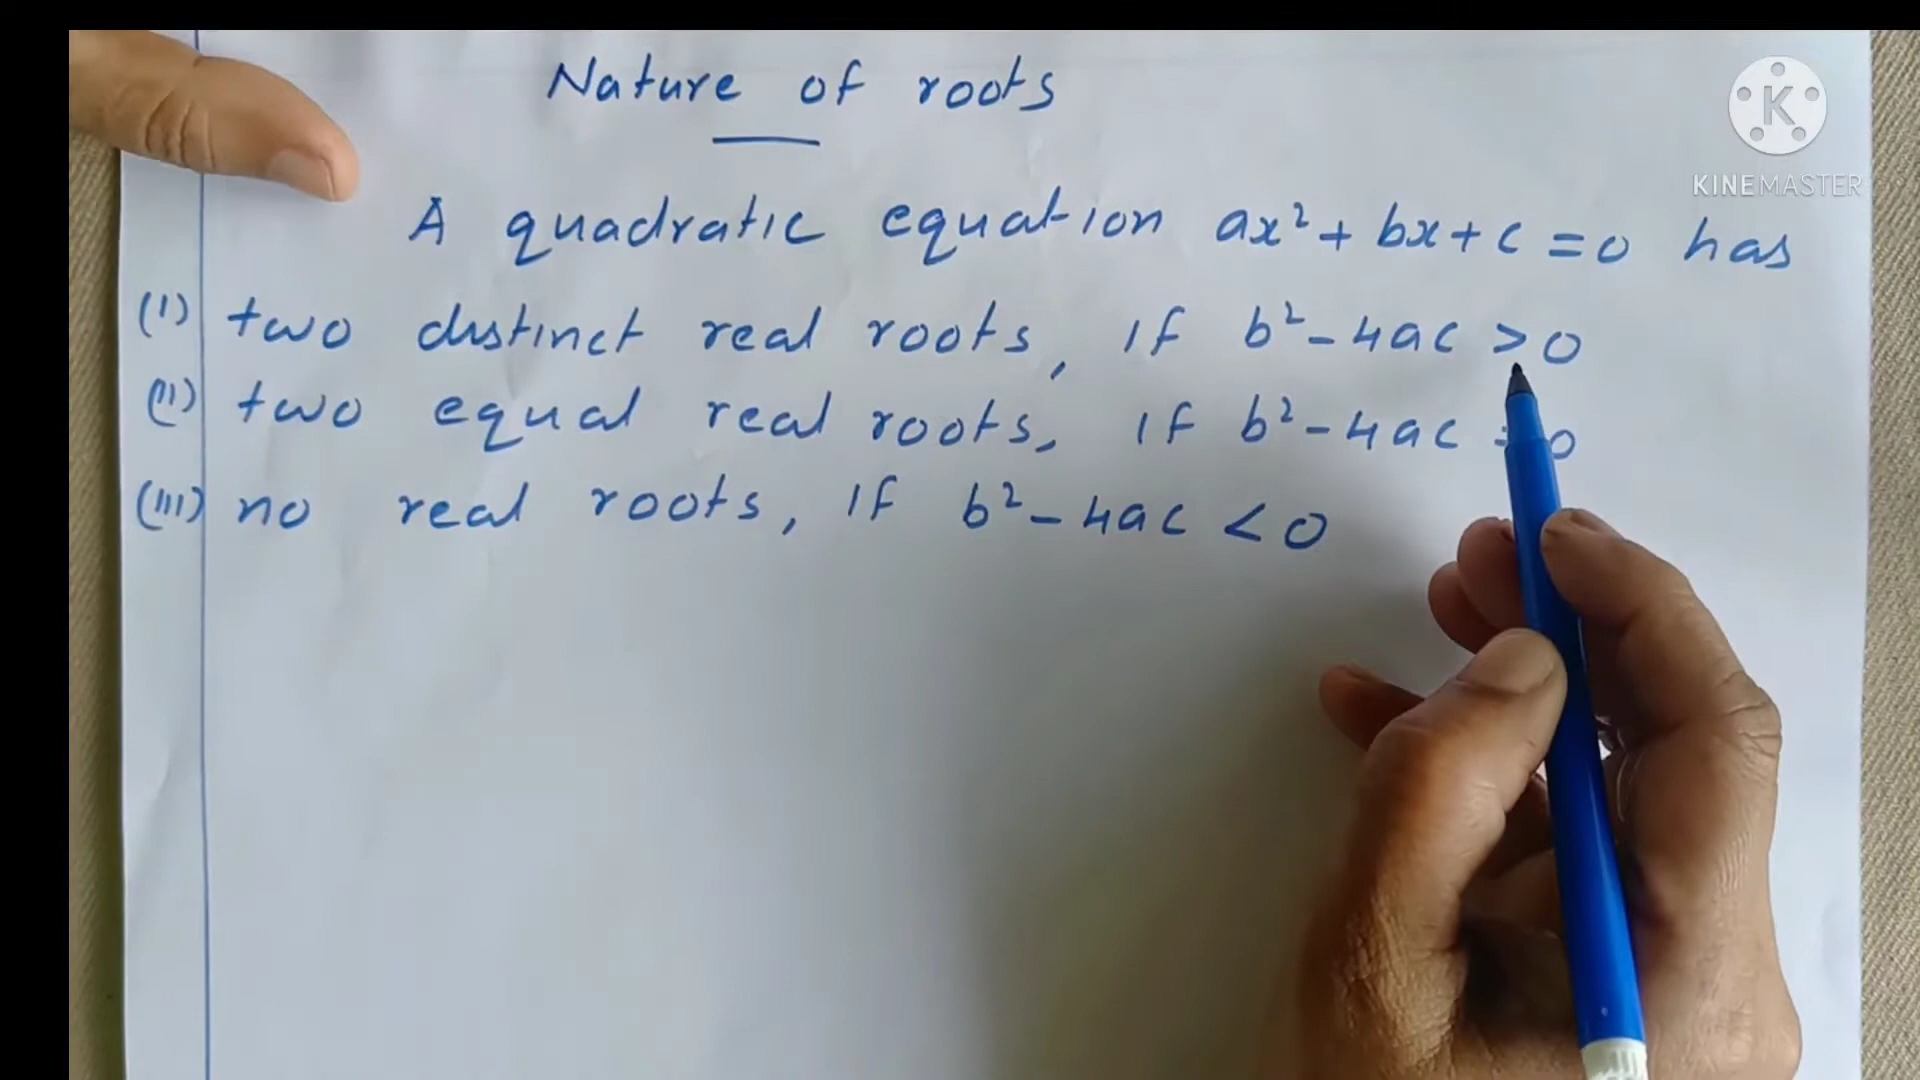 Nature of roots
K
KINEMASTER
A quadratic equation ax² + bx + c = 0 has
(i) two distinct real roots, if b² - 4ac > 0
(ii) two equal real roots, if b² - 4ac = 0
(iii) no real roots, if b² - 4ac < 0